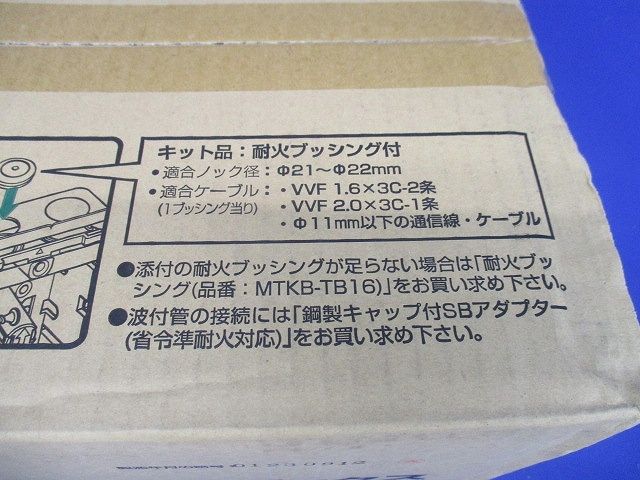 キット品：耐火ブッシング付
・適合ノック径：Φ21〜Φ22mm
・適合ケーブル：・VVF 1.6×3C-2条
(1ブッシング当り) ・VVF 2.0×3C-1条
・Φ11mm以下の通信線・ケーブル
●添付の耐火ブッシングが足らない場合は「耐火ブッ
シング(品番：MTKB-TB16)」をお買い求め下さい。
●波付管の接続には「鋼製キャップ付SBアダプター
(省令準耐火対応)」をお買い求め下さい。
01230912